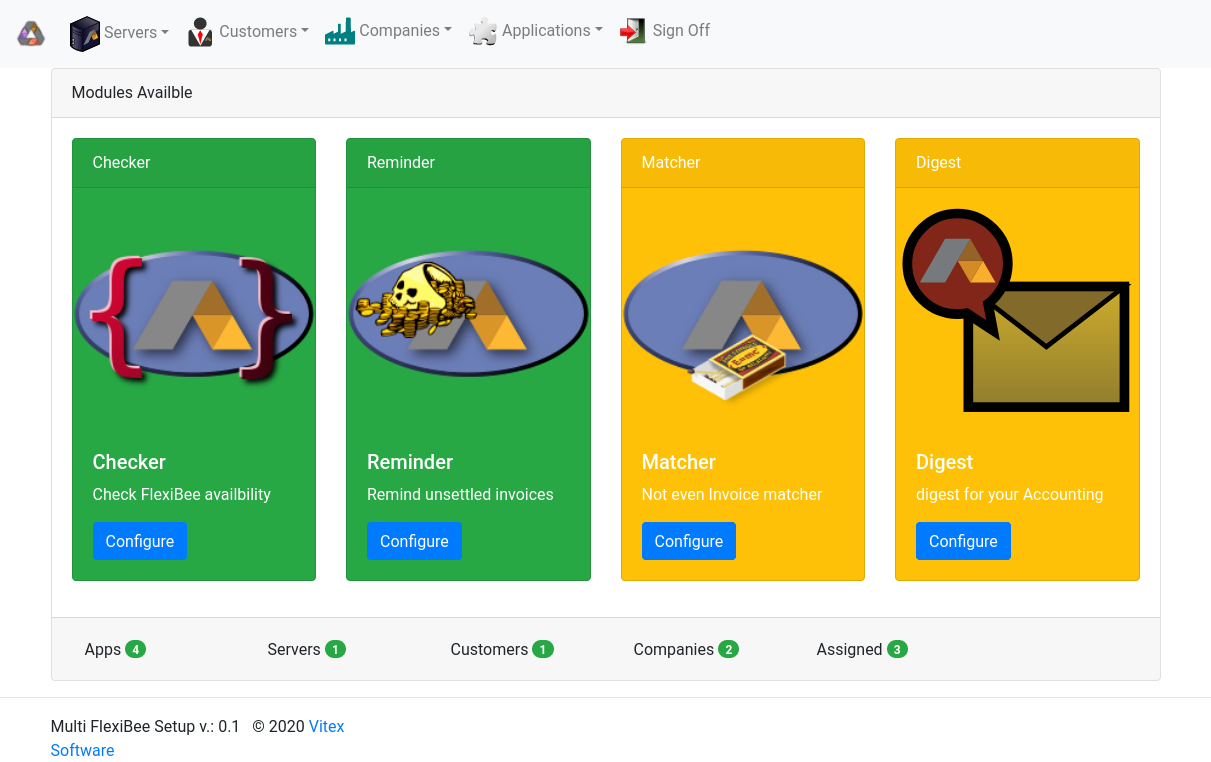 Servers Customers Companies Applications Sign Off
Modules Availble
Checker Reminder Matcher Digest
Checker Reminder Matcher Digest
Check FlexiBee availbility Remind unsettled invoices Not even Invoice matcher digest for your Accounting
Configure Configure Configure Configure
Apps 4 Servers 1 Customers 1 Companies 2 Assigned 3
Multi FlexiBee Setup v.: 0.1 © 2020 Vitex
Software